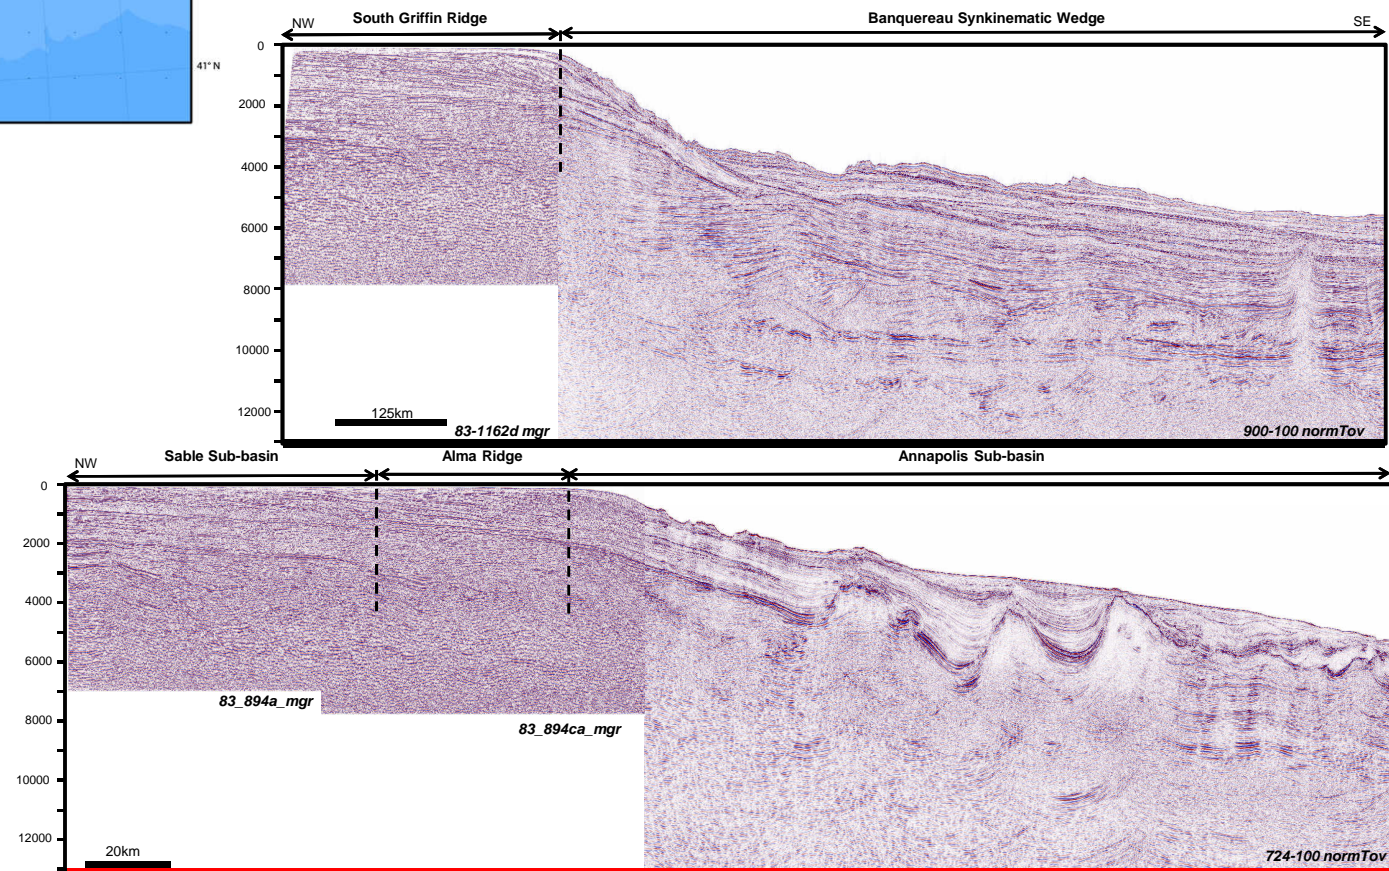 41° N
NW South Griffin Ridge Banquereau Synkinematic Wedge SE
0
2000
4000
6000
8000
10000
12000
125km
83-1162d mgr
900-100 normTov
NW Sable Sub-basin Alma Ridge Annapolis Sub-basin
0
2000
4000
6000
8000
10000
12000
83_894a_mgr
83_894ca_mgr
20km
724-100 normTov